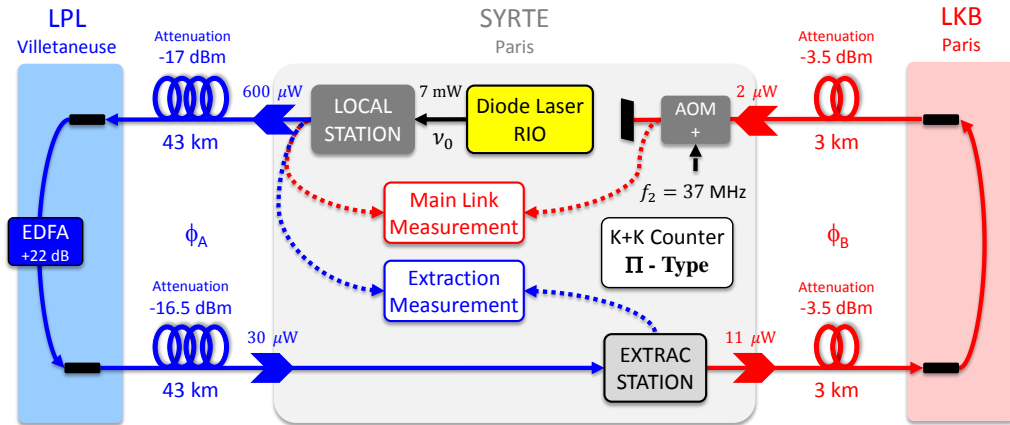 LPL
Villetaneuse
SYRTE
Paris
LKB
Paris
Attenuation
-17 dBm
43 km
600 μW
LOCAL
STATION
7 mW
ν₀
Diode Laser
RIO
AOM
+
f₂ = 37 MHz
2 μW
Attenuation
-3.5 dBm
3 km
Main Link
Measurement
EDFA
+22 dB
ϕ_A
K+K Counter
Π - Type
ϕ_B
Extraction
Measurement
Attenuation
-16.5 dBm
43 km
30 μW
EXTRAC
STATION
11 μW
Attenuation
-3.5 dBm
3 km